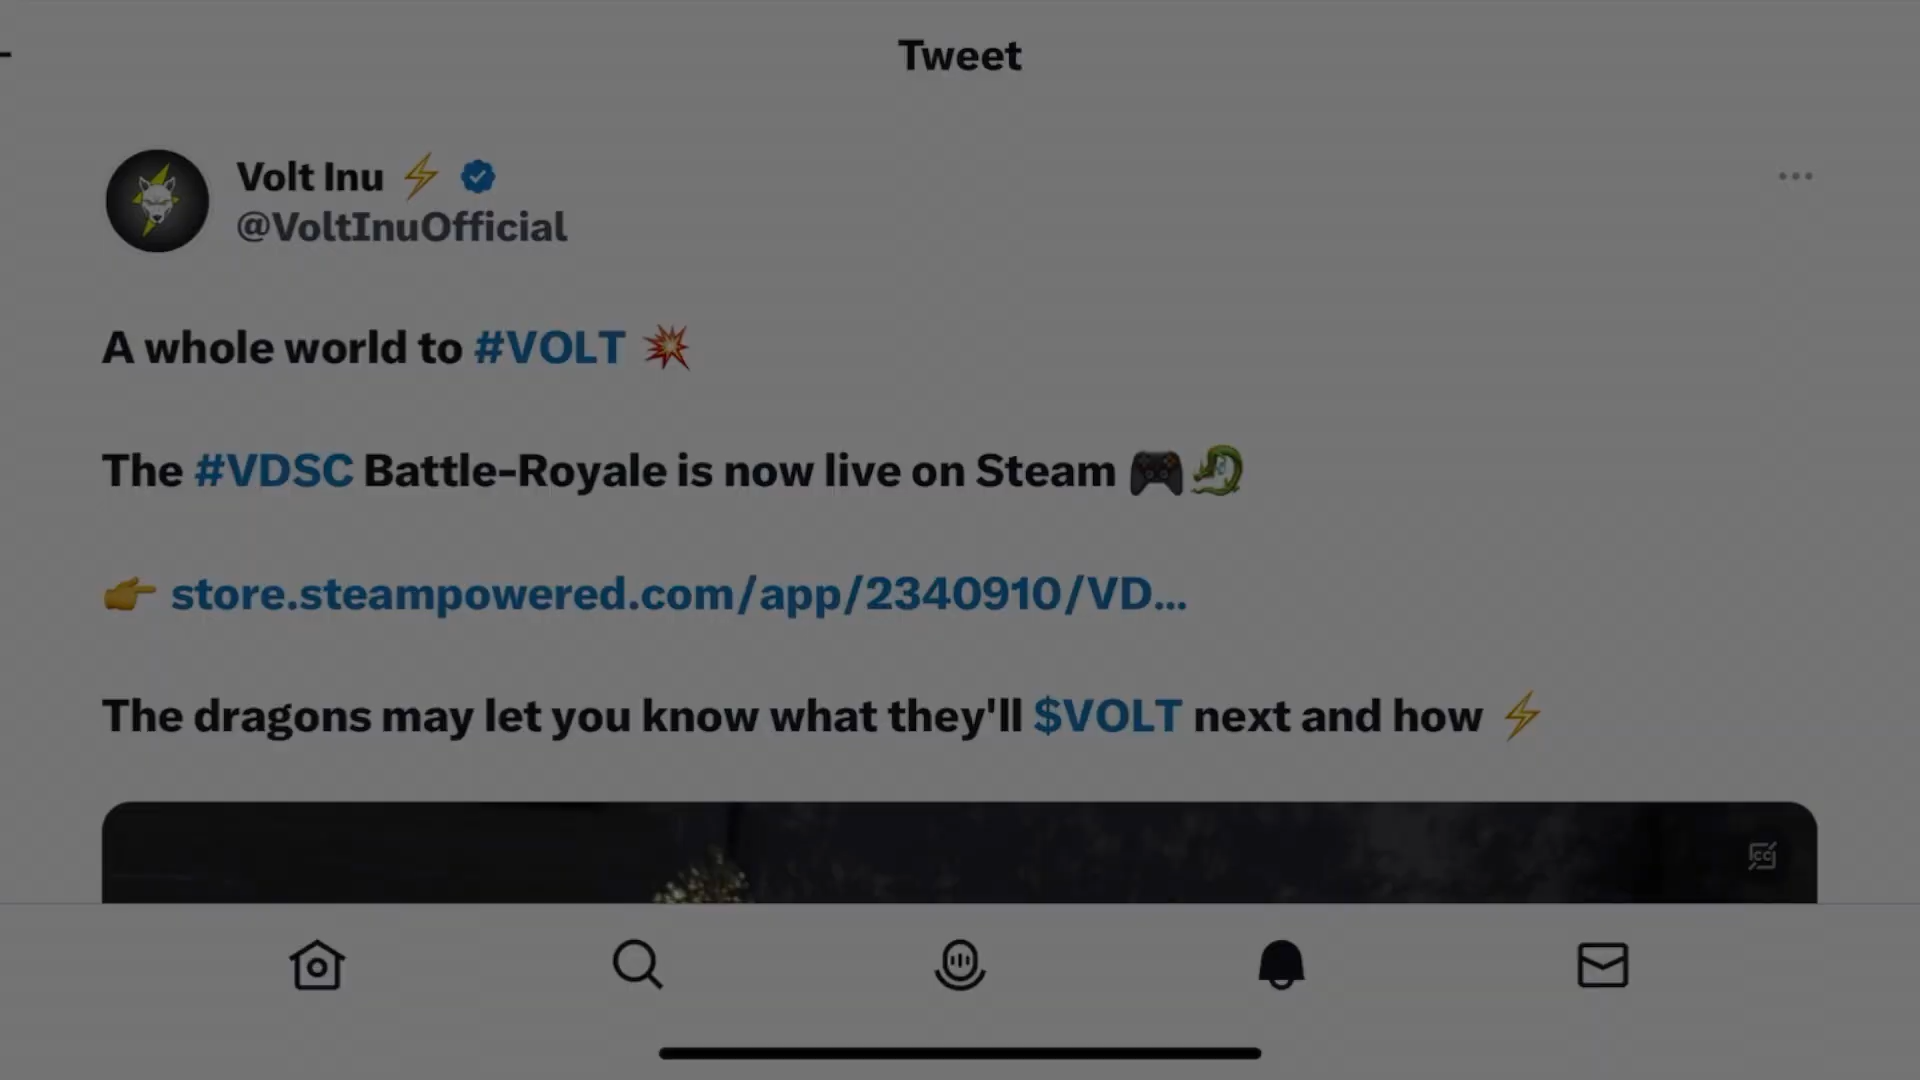 Tweet
Volt Inu ⚡
@VoltInuOfficial
A whole world to #VOLT 💥
The #VDSC Battle-Royale is now live on Steam 🎮🐉
👉 store.steampowered.com/app/2340910/VD...
The dragons may let you know what they'll $VOLT next and how ⚡
CC